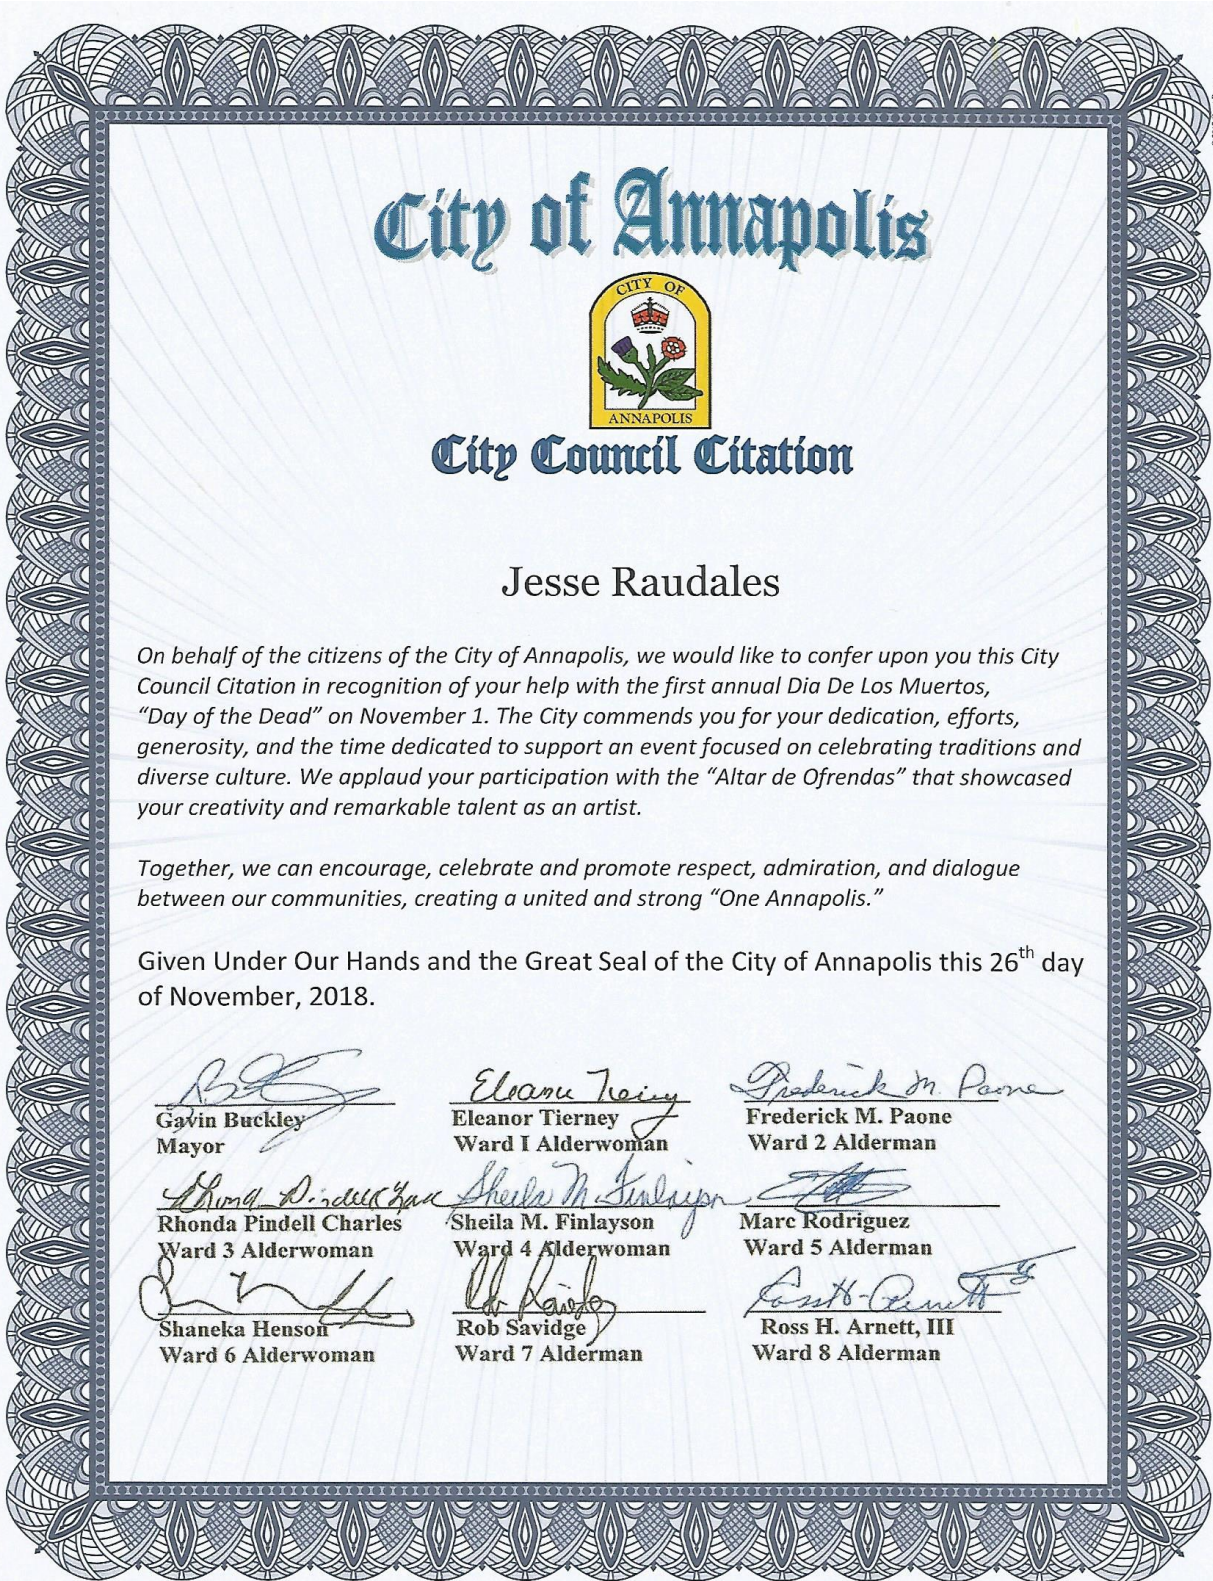 City of Annapolis
CITY OF
ANNAPOLIS
City Council Citation
Jesse Raudales
On behalf of the citizens of the City of Annapolis, we would like to confer upon you this City
Council Citation in recognition of your help with the first annual Dia De Los Muertos,
“Day of the Dead” on November 1. The City commends you for your dedication, efforts,
generosity, and the time dedicated to support an event focused on celebrating traditions and
diverse culture. We applaud your participation with the “Altar de Ofrendas” that showcased
your creativity and remarkable talent as an artist.
Together, we can encourage, celebrate and promote respect, admiration, and dialogue
between our communities, creating a united and strong “One Annapolis.”
Given Under Our Hands and the Great Seal of the City of Annapolis this 26th day
of November, 2018.
Frederick M. Paone
Gavin Buckley Eleanor Tierney Frederick M. Paone
Mayor Ward I Alderwoman Ward 2 Alderman
Sheila M. Finlayson
Rhonda Pindell Charles Sheila M. Finlayson Marc Rodriguez
Ward 3 Alderwoman Ward 4 Alderwoman Ward 5 Alderman
Shaneka Henson Rob Savidge Ross H. Arnett, III
Ward 6 Alderwoman Ward 7 Alderman Ward 8 Alderman